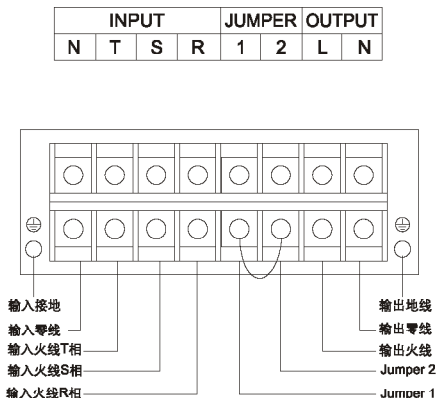 INPUT JUMPER OUTPUT
N T S R 1 2 L N
输入接地 输出地线
输入零线 输出零线
输入火线T相 输出火线
输入火线S相 Jumper 2
输入火线R相 Jumper 1